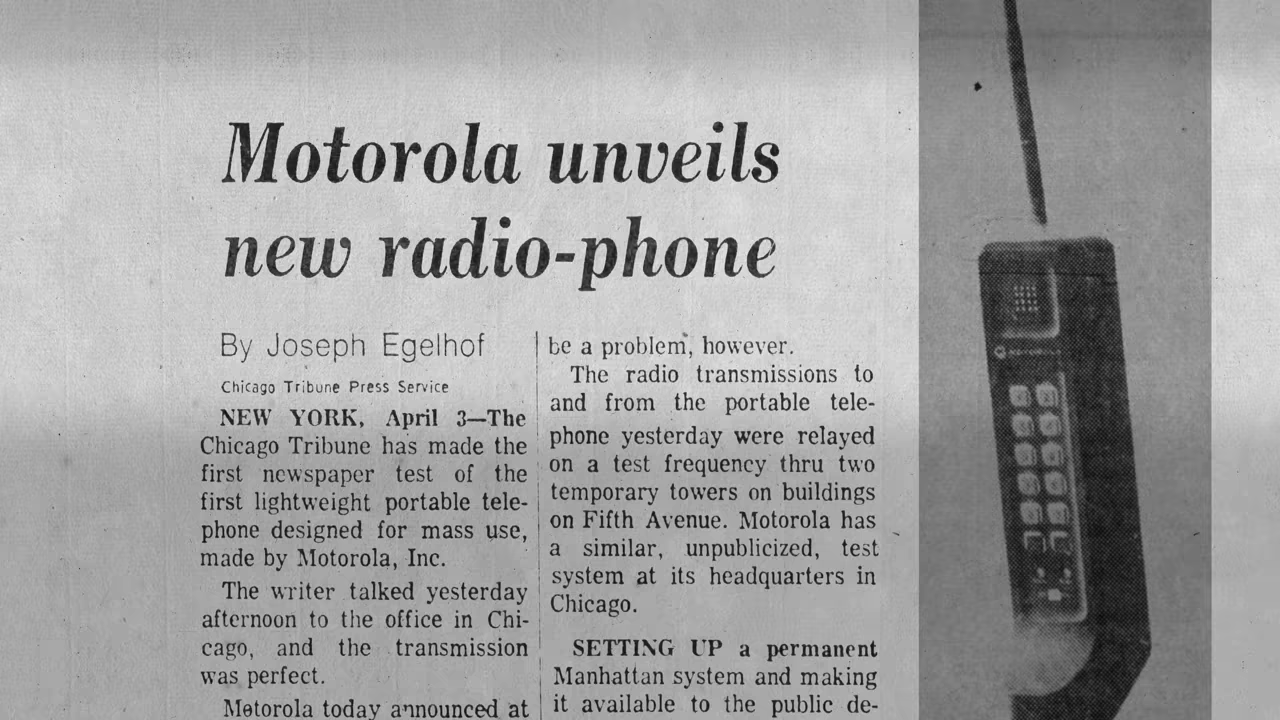 Motorola unveils
new radio-phone
By Joseph Egelhof
Chicago Tribune Press Service
NEW YORK, April 3—The
Chicago Tribune has made the
first newspaper test of the
first lightweight portable tele-
phone designed for mass use,
made by Motorola, Inc.
The writer talked yesterday
afternoon to the office in Chi-
cago, and the transmission
was perfect.
Motorola today announced at
be a problem, however.
The radio transmissions to
and from the portable tele-
phone yesterday were relayed
on a test frequency thru two
temporary towers on buildings
on Fifth Avenue. Motorola has
a similar, unpublicized, test
system at its headquarters in
Chicago.
SETTING UP a permanent
Manhattan system and making
it available to the public de-